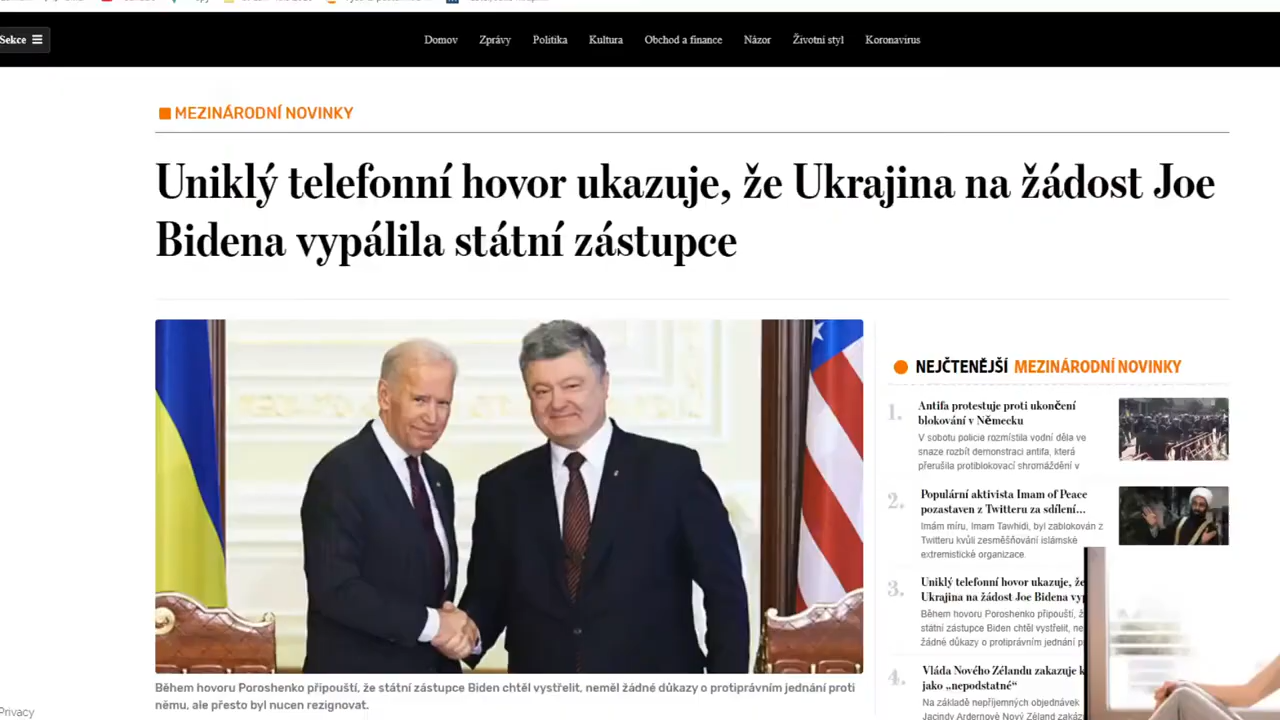 Sekce
Domov Zprávy Politika Kultura Obchod a finance Názor Životní styl Koronavirus
MEZINÁRODNÍ NOVINKY
Uniklý telefonní hovor ukazuje, že Ukrajina na žádost Joe
Bidena vypálila státní zástupce
Během hovoru Poroshenko připouští, že státní zástupce Biden chtěl vystřelit, neměl žádné důkazy o protiprávním jednání proti
němu, ale přesto byl nucen rezignovat.
NEJČTENĚJŠÍ MEZINÁRODNÍ NOVINKY
1.
Antifa protestuje proti ukončení
blokování v Německu
V sobotu policie rozmístila vodní děla ve
snaze rozbít demonstraci antifa, která
přerušila protiblokovací shromáždění v
2.
Populární aktivista Imam of Peace
pozastaven z Twitteru za sdílení...
Imám míru, Imam Tawhidi, byl zablokován z
Twitteru kvůli zesměšňování islámské
extremistické organizace.
3.
Uniklý telefonní hovor ukazuje, že
Ukrajina na žádost Joe Bidena
Během hovoru Poroshenko připouští,
státní zástupce Biden chtěl vystřelit,
žádné důkazy o protiprávním jednání
4.
Vláda Nového Zélandu zakazuje
jako „nepodstatné“
Na základě nepříjemných objednávek
Jacindy Ardernové Nový Zéland
Privacy